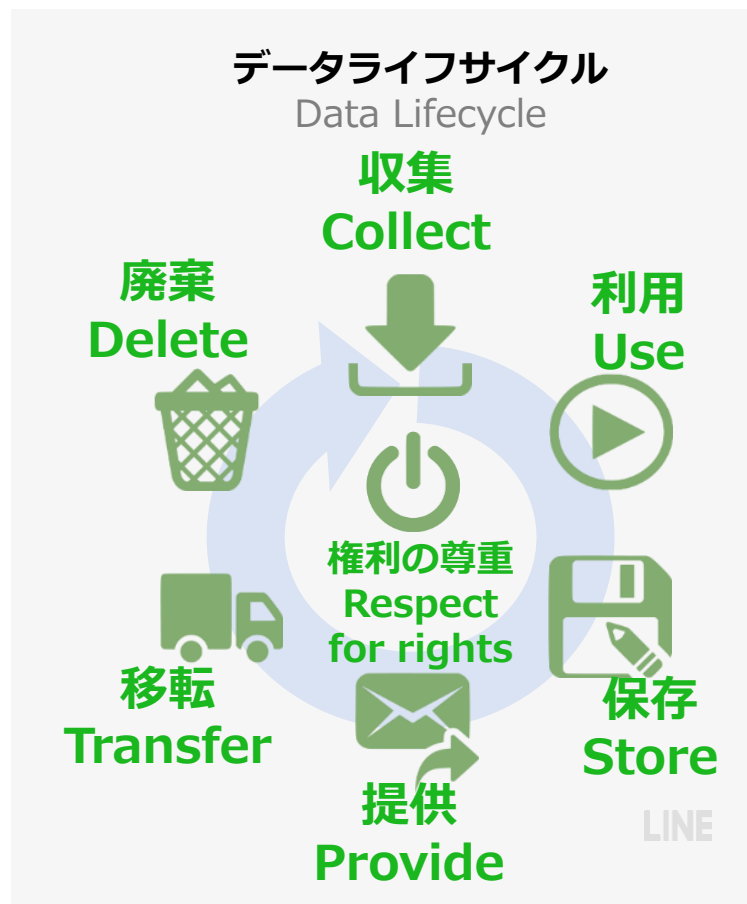 データライフサイクル
Data Lifecycle
収集
Collect
利用
Use
保存
Store
提供
Provide
移転
Transfer
廃棄
Delete
権利の尊重
Respect
for rights
LINE